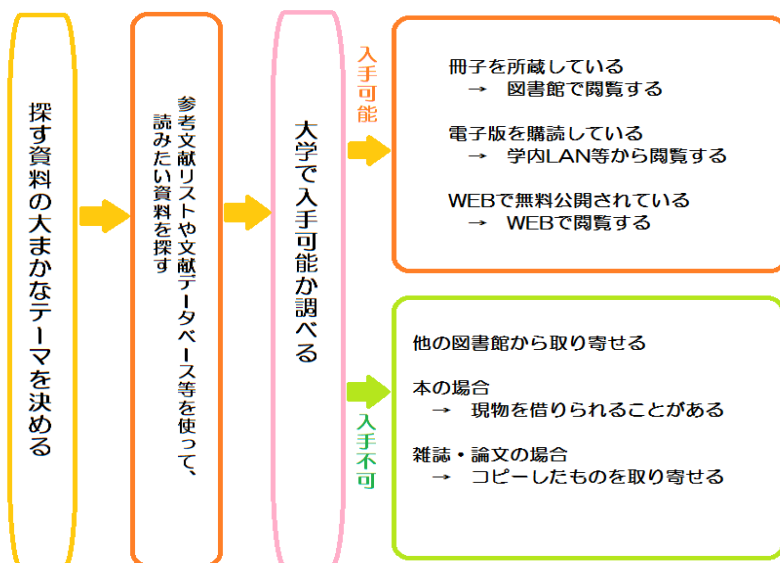 探す資料の大まかなテーマを決める
参考文献リストや文献データベース等を使って、
読みたい資料を探す
大学で入手可能か調べる
入手可能
冊子を所蔵している
→ 図書館で閲覧する
電子版を購読している
→ 学内LAN等から閲覧する
WEBで無料公開されている
→ WEBで閲覧する
入手不可
他の図書館から取り寄せる
本の場合
→ 現物を借りられることがある
雑誌・論文の場合
→ コピーしたものを取り寄せる